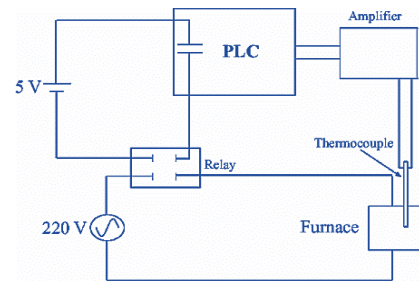 Amplifier
PLC
5 V
Thermocouple
Relay
220 V
Furnace